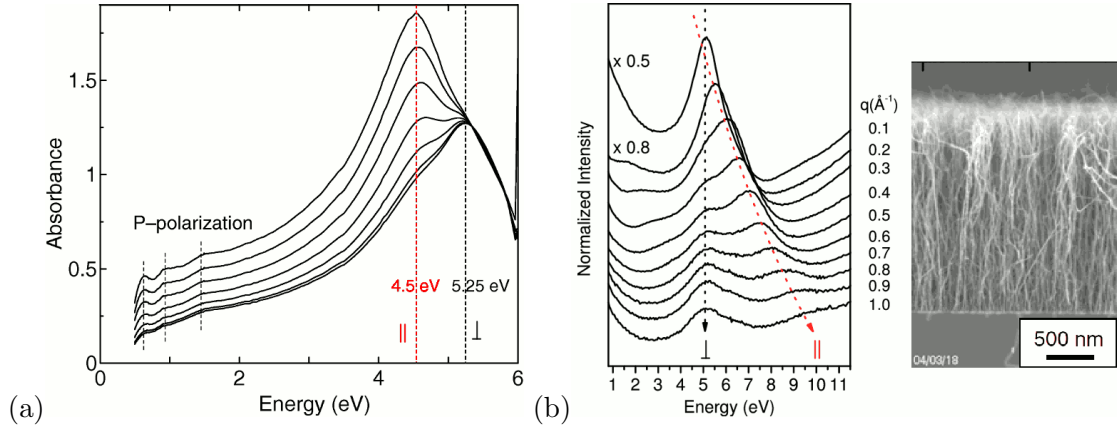 (a)
Absorbance
1.5
1
0.5
0
P–polarization
4.5 eV
5.25 eV
||
⊥
0 2 4 6
Energy (eV)
(b)
Normalized Intensity
x 0.5
x 0.8
q(Å⁻¹)
0.1
0.2
0.3
0.4
0.5
0.6
0.7
0.8
0.9
1.0
⊥
||
1 2 3 4 5 6 7 8 9 10 11
Energy (eV)
04/03/18
500 nm